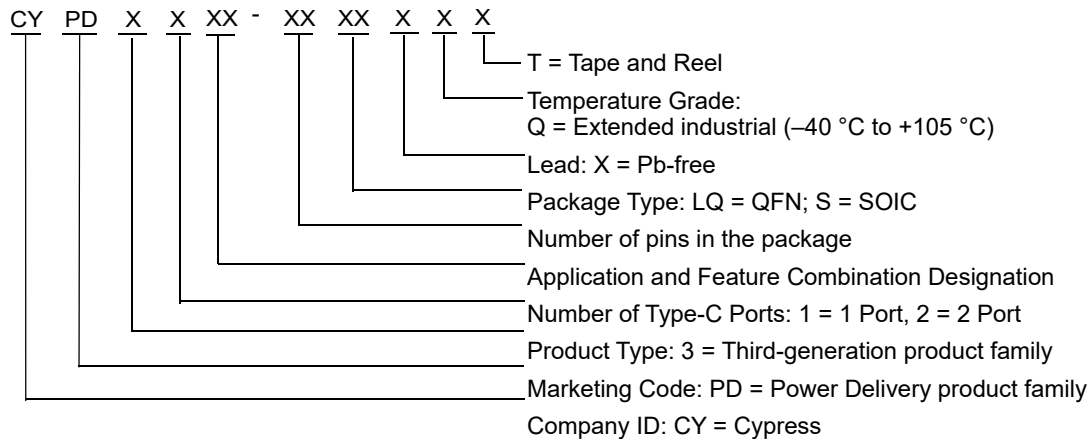 CY PD X X XX - XX XX X X X
T = Tape and Reel
Temperature Grade:
Q = Extended industrial (–40 °C to +105 °C)
Lead: X = Pb-free
Package Type: LQ = QFN; S = SOIC
Number of pins in the package
Application and Feature Combination Designation
Number of Type-C Ports: 1 = 1 Port, 2 = 2 Port
Product Type: 3 = Third-generation product family
Marketing Code: PD = Power Delivery product family
Company ID: CY = Cypress